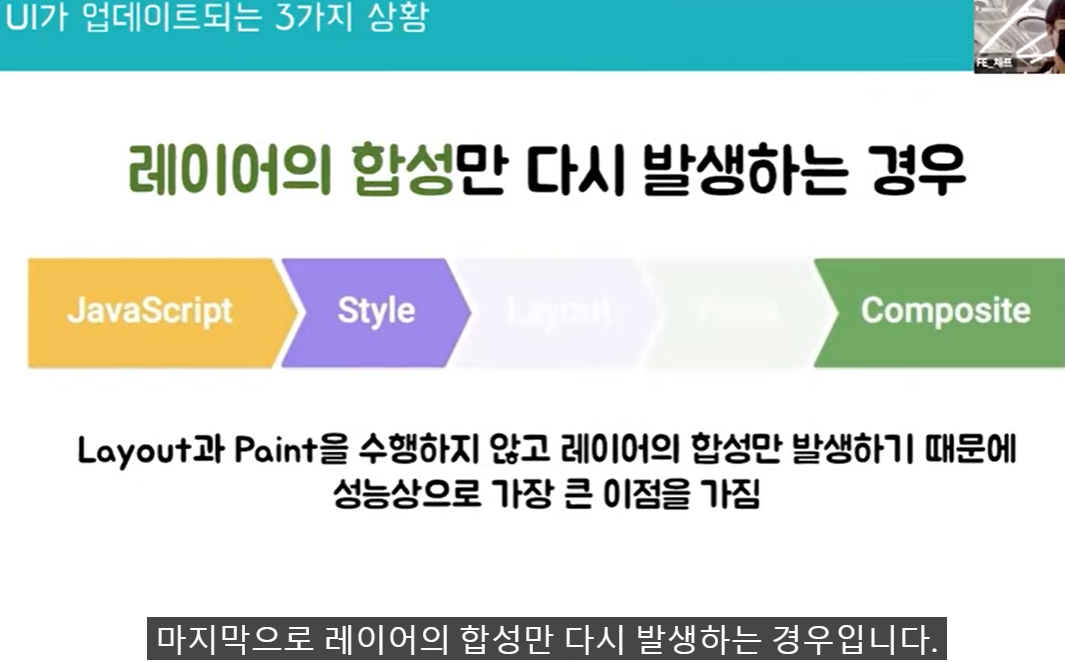 UI가 업데이트되는 3가지 상황
FE_체프
레이어의 합성만 다시 발생하는 경우
JavaScript
Style
Layout
Paint
Composite
Layout과 Paint을 수행하지 않고 레이어의 합성만 발생하기 때문에
성능상으로 가장 큰 이점을 가짐
마지막으로 레이어의 합성만 다시 발생하는 경우입니다.